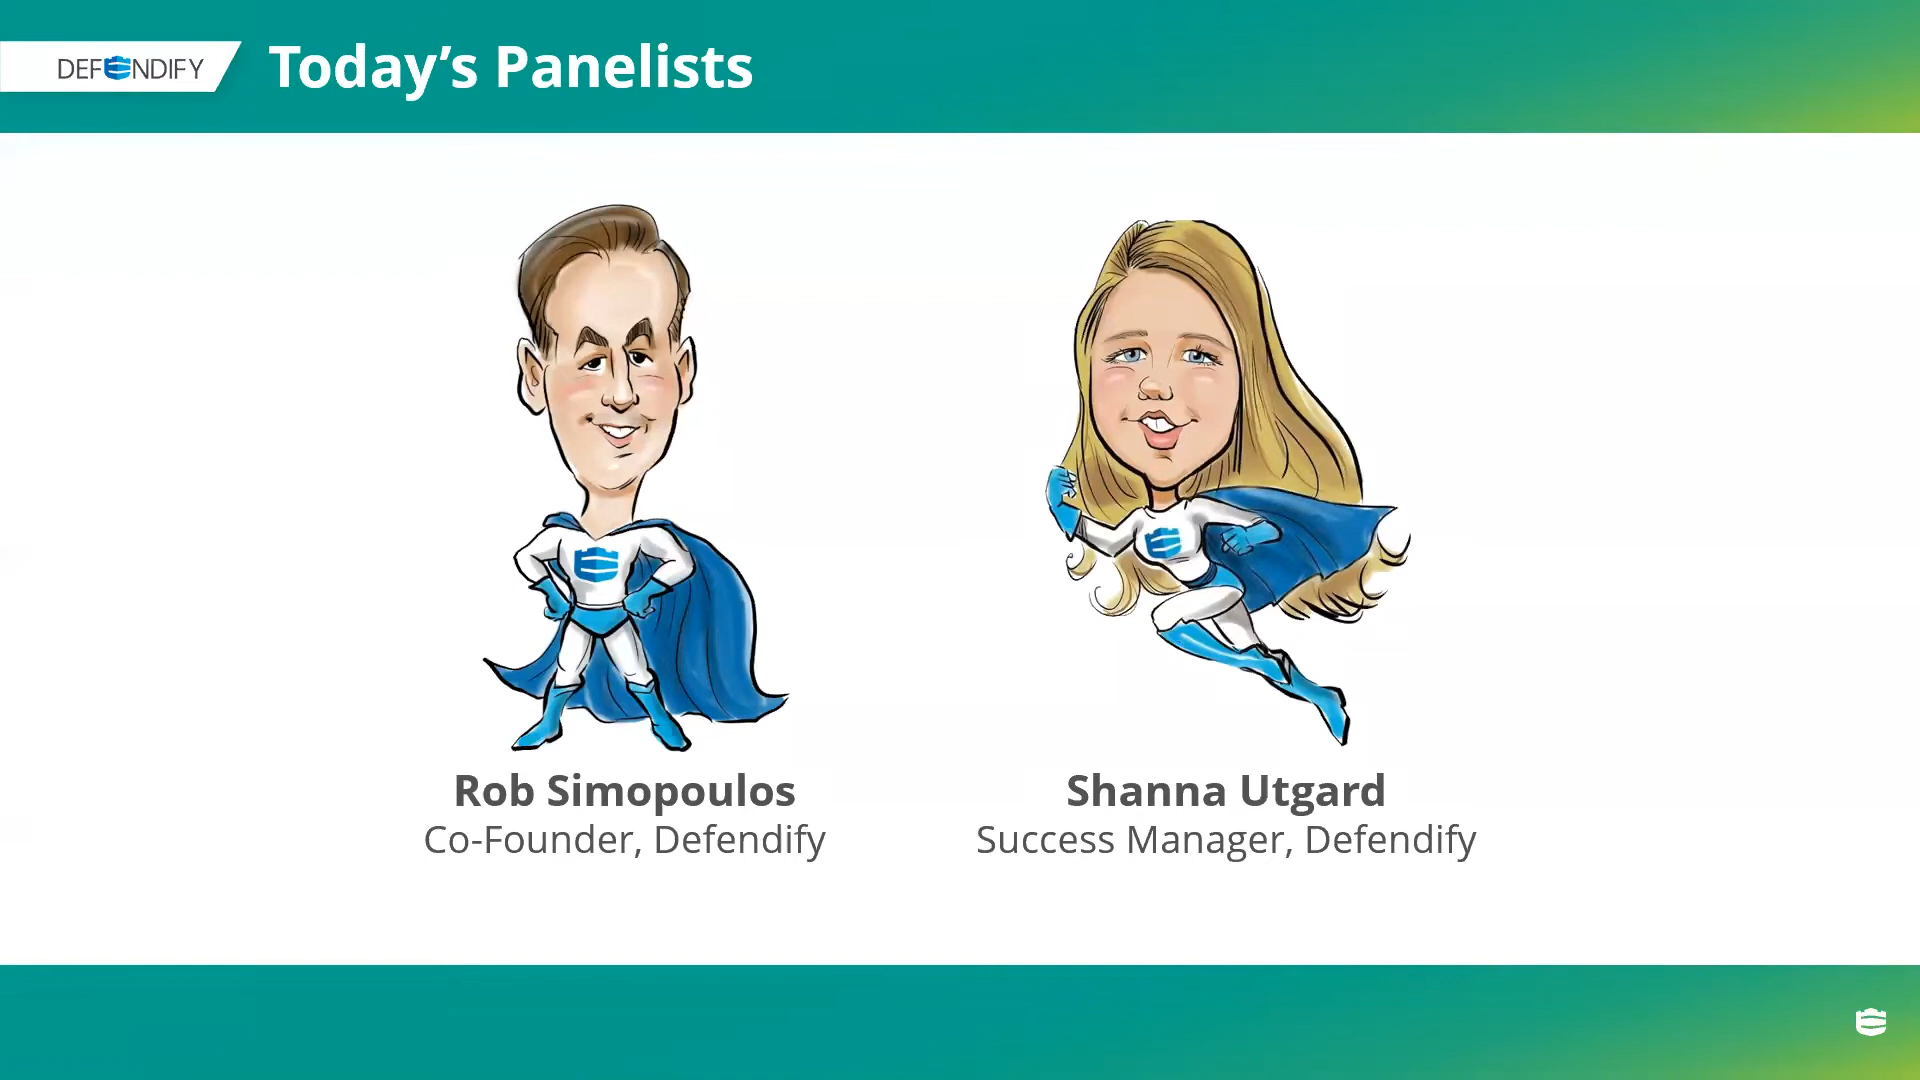 DEFENDIFY
Today’s Panelists
Rob Simopoulos
Co-Founder, Defendify
Shanna Utgard
Success Manager, Defendify